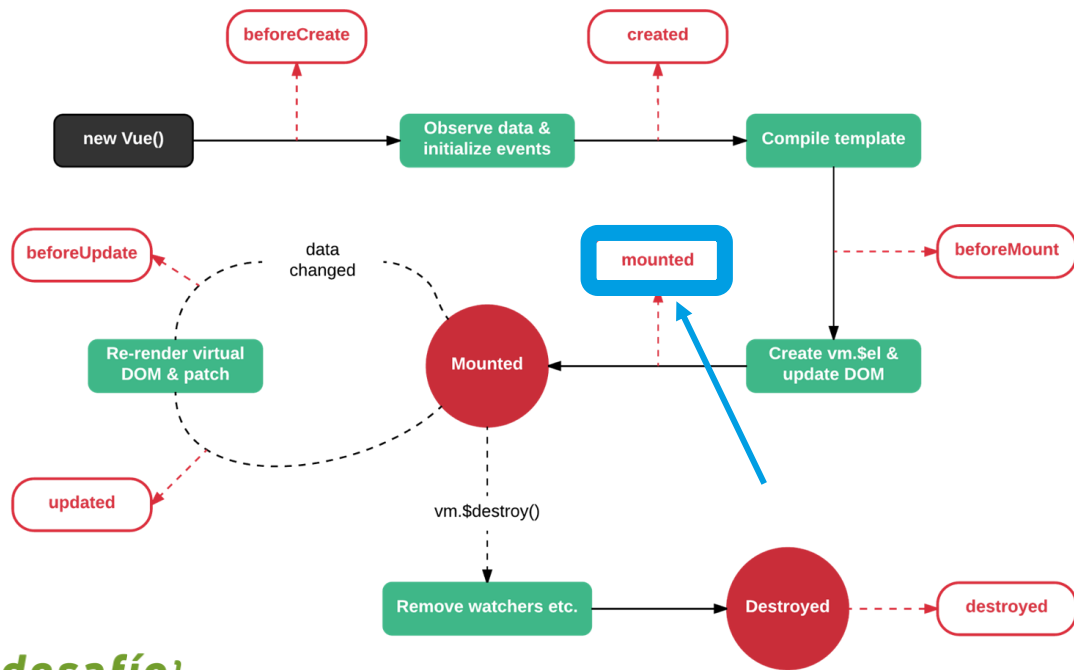 beforeCreate
created
new Vue()
Observe data &
initialize events
Compile template
beforeUpdate
data
changed
mounted
beforeMount
Re-render virtual
DOM & patch
Mounted
Create vm.$el &
update DOM
updated
vm.$destroy()
Remove watchers etc.
Destroyed
destroyed
desafío